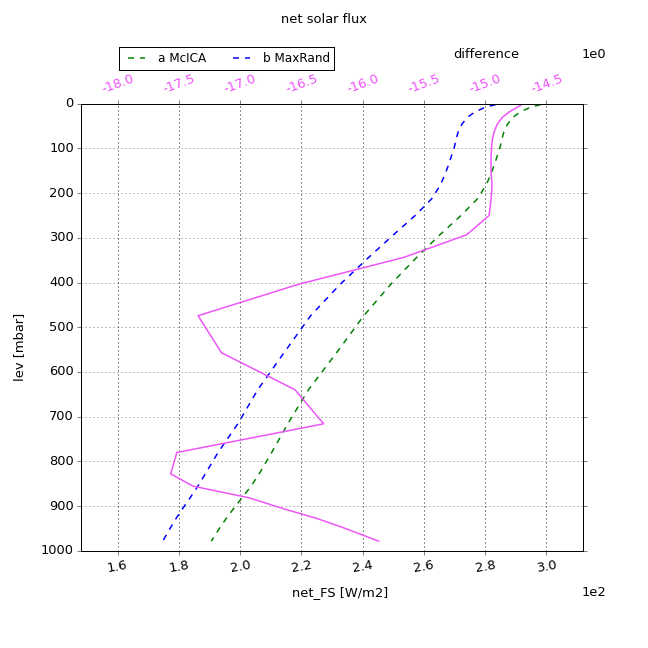 net solar flux
a McICA b MaxRand
difference 1e0
-18.0 -17.5 -17.0 -16.5 -16.0 -15.5 -15.0 -14.5
0
100
200
300
400
500
600
700
800
900
1000
lev [mbar]
1.6 1.8 2.0 2.2 2.4 2.6 2.8 3.0
net_FS [W/m2] 1e2